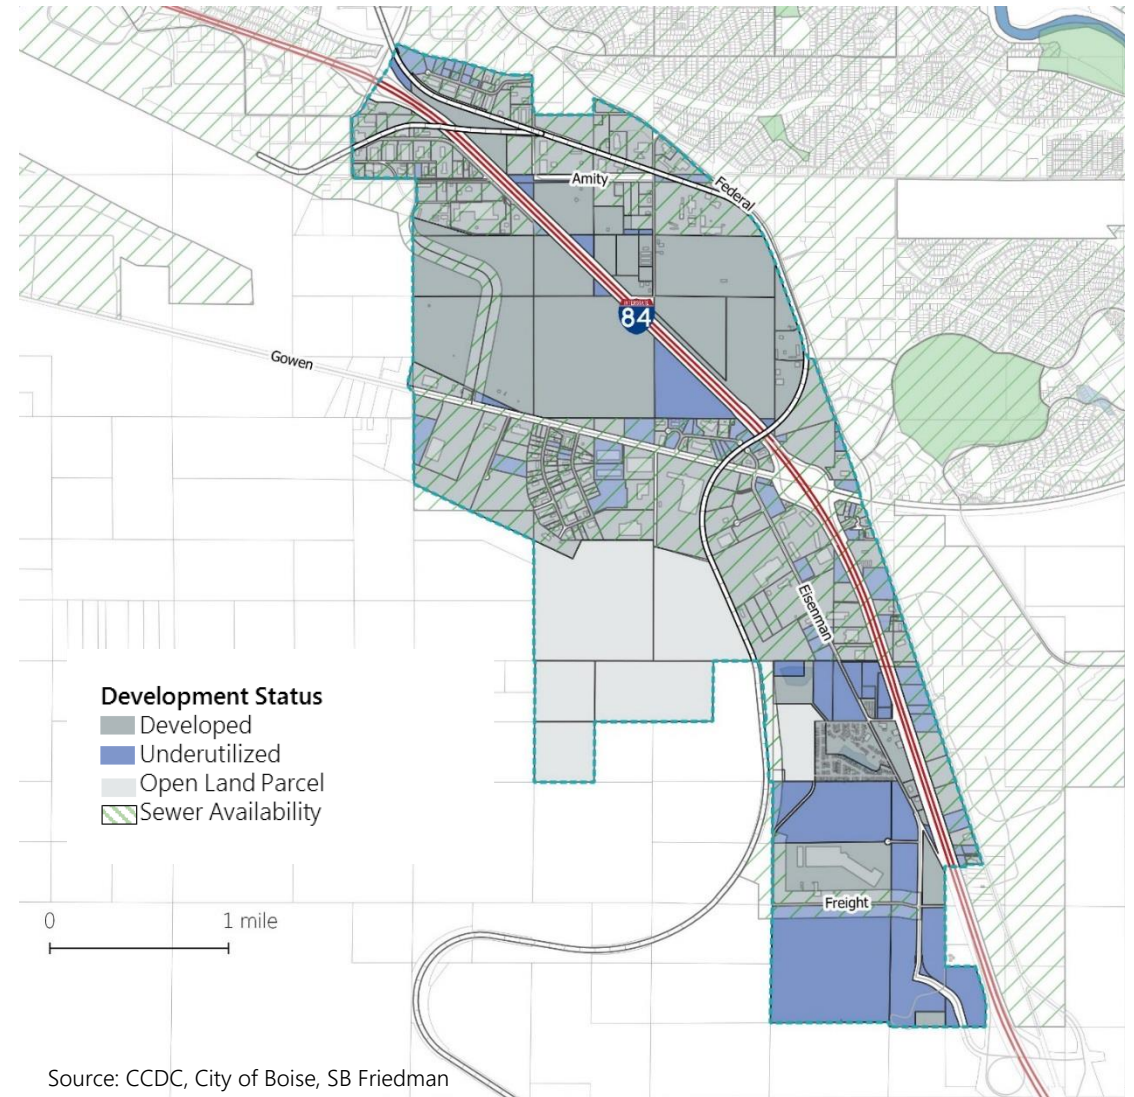 Amity
Federal
84
Gowen
Eisenman
Development Status
Developed
Underutilized
Open Land Parcel
Sewer Availability
Freight
0 1 mile
Source: CCDC, City of Boise, SB Friedman